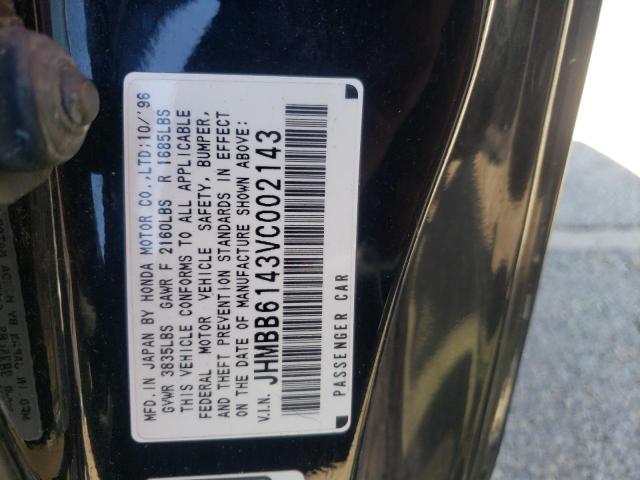 MFD. IN JAPAN BY HONDA MOTOR CO.,LTD:10/'96
GVWR 3835LBS GAWR F 2160LBS R 1685LBS
THIS VEHICLE CONFORMS TO ALL APPLICABLE
FEDERAL MOTOR VEHICLE SAFETY, BUMPER,
AND THEFT PREVENTION STANDARDS IN EFFECT
ON THE DATE OF MANUFACTURE SHOWN ABOVE:
V.I.N. JHMBB6143VC002143
PASSENGER CAR